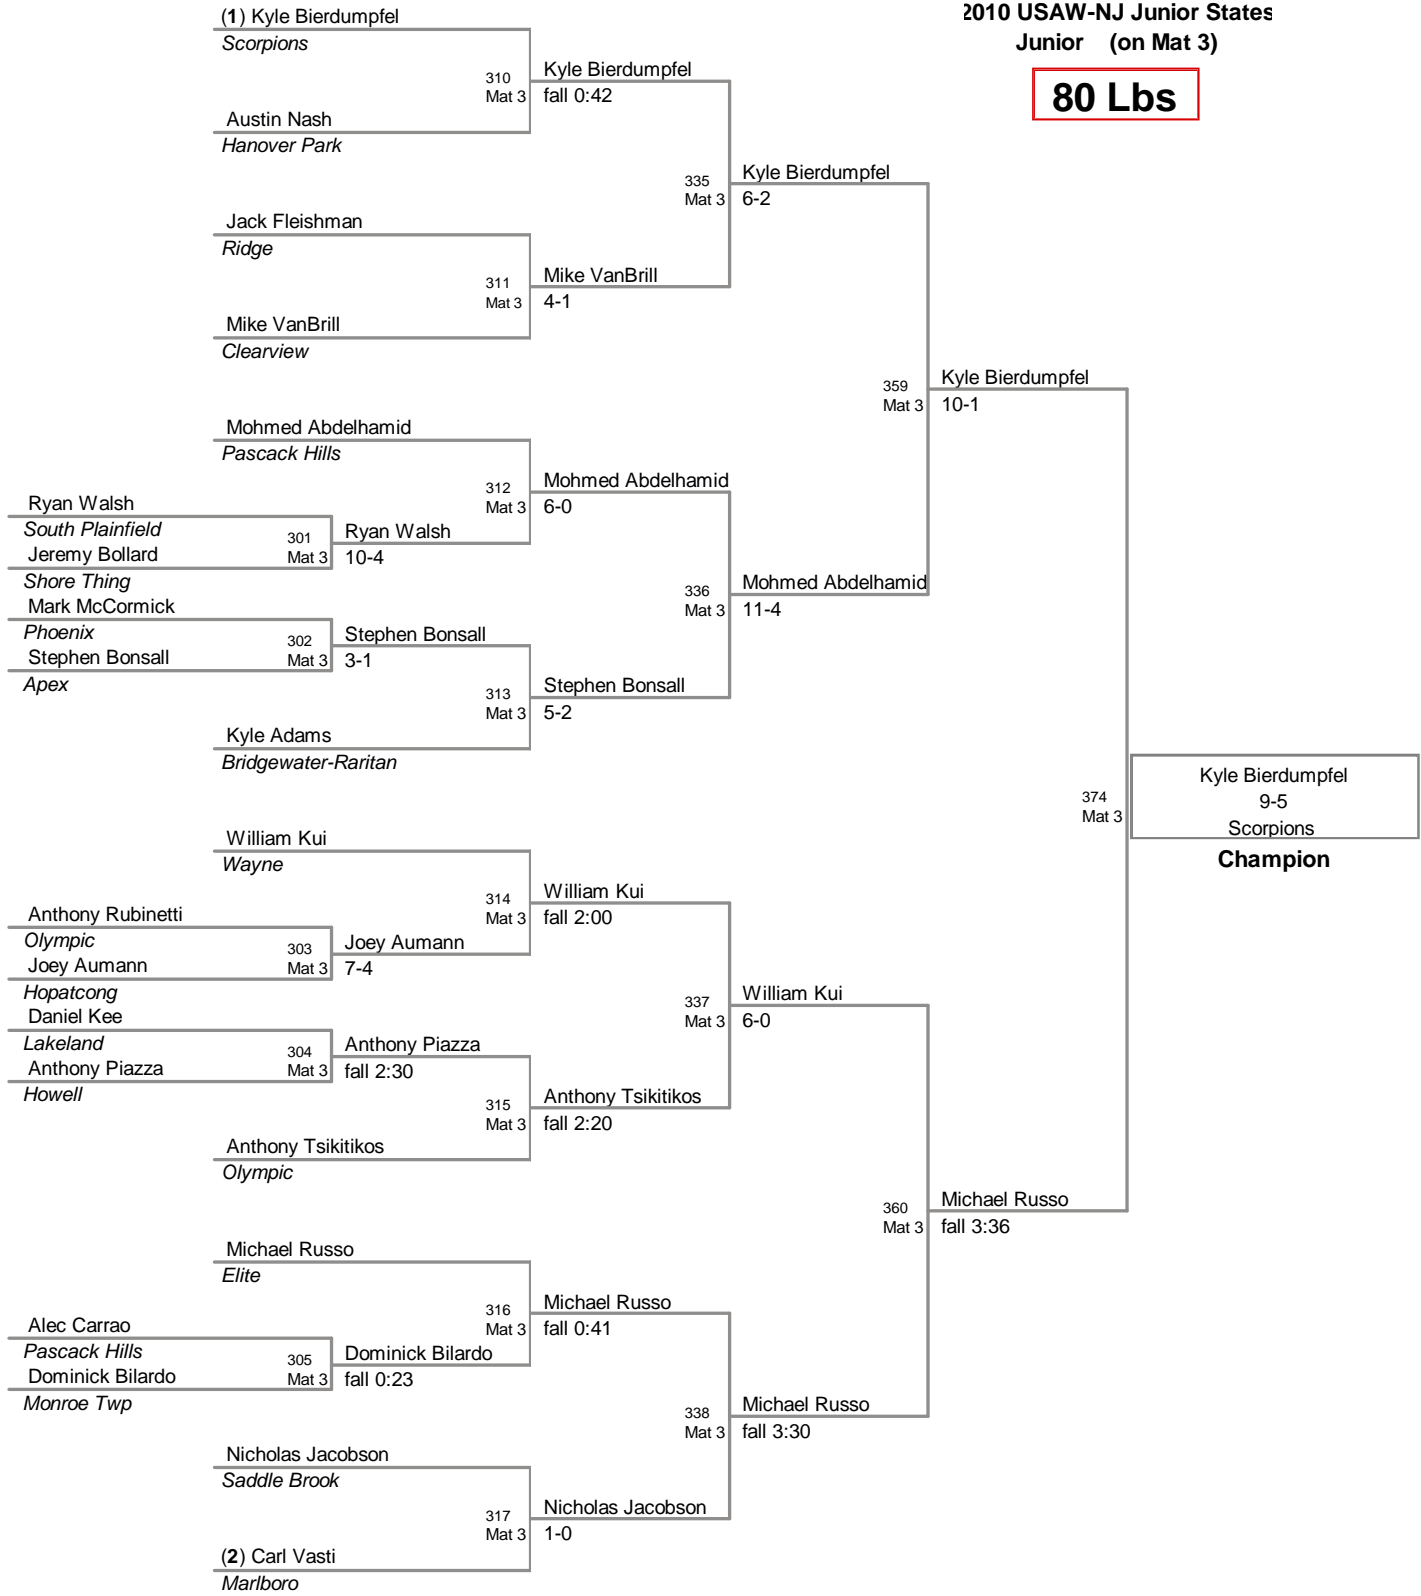 2010 USAW-NJ Junior States
Junior (on Mat 3)
80 Lbs
(1) Kyle Bierdumpfel
Scorpions
310
Mat 3
Kyle Bierdumpfel
fall 0:42
Austin Nash
Hanover Park
335
Mat 3
Kyle Bierdumpfel
6-2
Jack Fleishman
Ridge
311
Mat 3
Mike VanBrill
4-1
Mike VanBrill
Clearview
359
Mat 3
Kyle Bierdumpfel
10-1
Mohmed Abdelhamid
Pascack Hills
312
Mat 3
Mohmed Abdelhamid
6-0
Ryan Walsh
South Plainfield
301
Mat 3
Ryan Walsh
10-4
Jeremy Bollard
Shore Thing
336
Mat 3
Mohmed Abdelhamid
11-4
Mark McCormick
Phoenix
302
Mat 3
Stephen Bonsall
3-1
Stephen Bonsall
Apex
313
Mat 3
Stephen Bonsall
5-2
Kyle Adams
Bridgewater-Raritan
374
Mat 3
Kyle Bierdumpfel
9-5
Scorpions
Champion
William Kui
Wayne
314
Mat 3
William Kui
fall 2:00
Anthony Rubinetti
Olympic
303
Mat 3
Joey Aumann
7-4
Joey Aumann
Hopatcong
337
Mat 3
William Kui
6-0
Daniel Kee
Lakeland
304
Mat 3
Anthony Piazza
fall 2:30
Anthony Piazza
Howell
315
Mat 3
Anthony Tsikitikos
fall 2:20
Anthony Tsikitikos
Olympic
360
Mat 3
Michael Russo
fall 3:36
Michael Russo
Elite
316
Mat 3
Michael Russo
fall 0:41
Alec Carrao
Pascack Hills
305
Mat 3
Dominick Bilardo
fall 0:23
Dominick Bilardo
Monroe Twp
338
Mat 3
Michael Russo
fall 3:30
Nicholas Jacobson
Saddle Brook
317
Mat 3
Nicholas Jacobson
1-0
(2) Carl Vasti
Marlboro